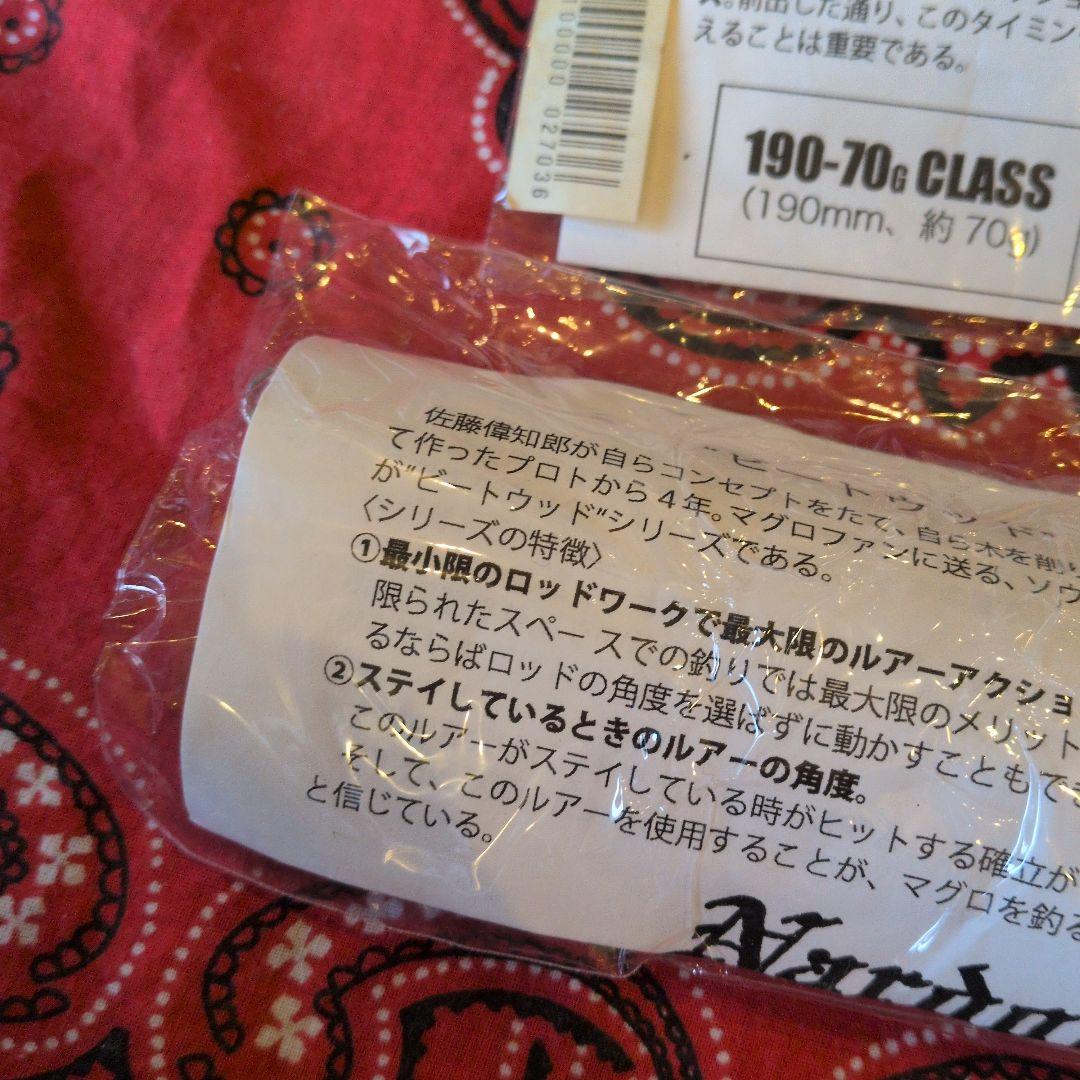 前出した通り、このタイミン
えることは重要である。
190-70G CLASS
(190mm、約70g)
10000 027036
ビートウッド
佐藤偉知郎が自らコンセプトをたて、自ら木を削り
て作ったプロトから4年。マグロファンに送る、ソウ
が"ビートウッド"シリーズである。
〈シリーズの特徴〉
①最小限のロッドワークで最大限のルアーアクショ
限られたスペースでの釣りでは最大限のメリット
るならばロッドの角度を選ばずに動かすこともでき
②ステイしているときのルアーの角度。
このルアーがステイしている時がヒットする確立が
そして、このルアーを使用することが、マグロを釣る
と信じている。